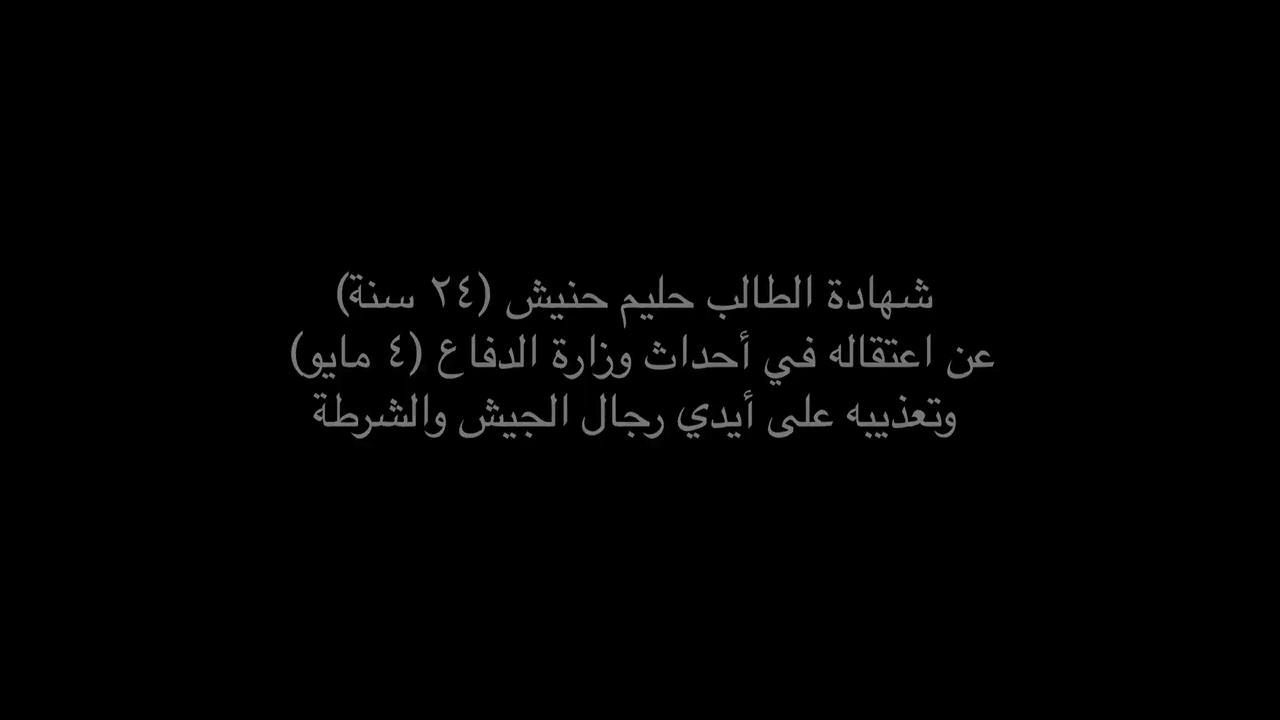 شهادة الطالب حليم حنيش (٢٤ سنة)
عن اعتقاله في أحداث وزارة الدفاع (٤ مايو)
وتعذيبه على أيدي رجال الجيش والشرطة